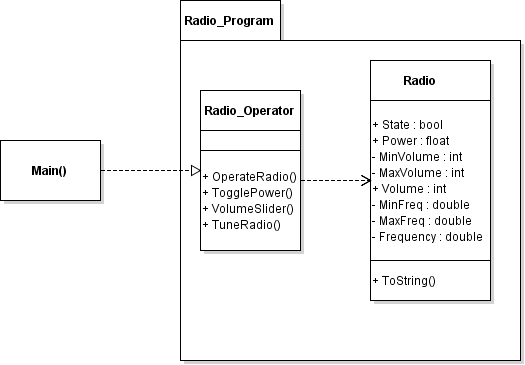 Radio_Program
Main()
Radio_Operator
+ OperateRadio()
+ TogglePower()
+ VolumeSlider()
+ TuneRadio()
Radio
+ State : bool
+ Power : float
- MinVolume : int
- MaxVolume : int
+ Volume : int
- MinFreq : double
- MaxFreq : double
- Frequency : double
+ ToString()